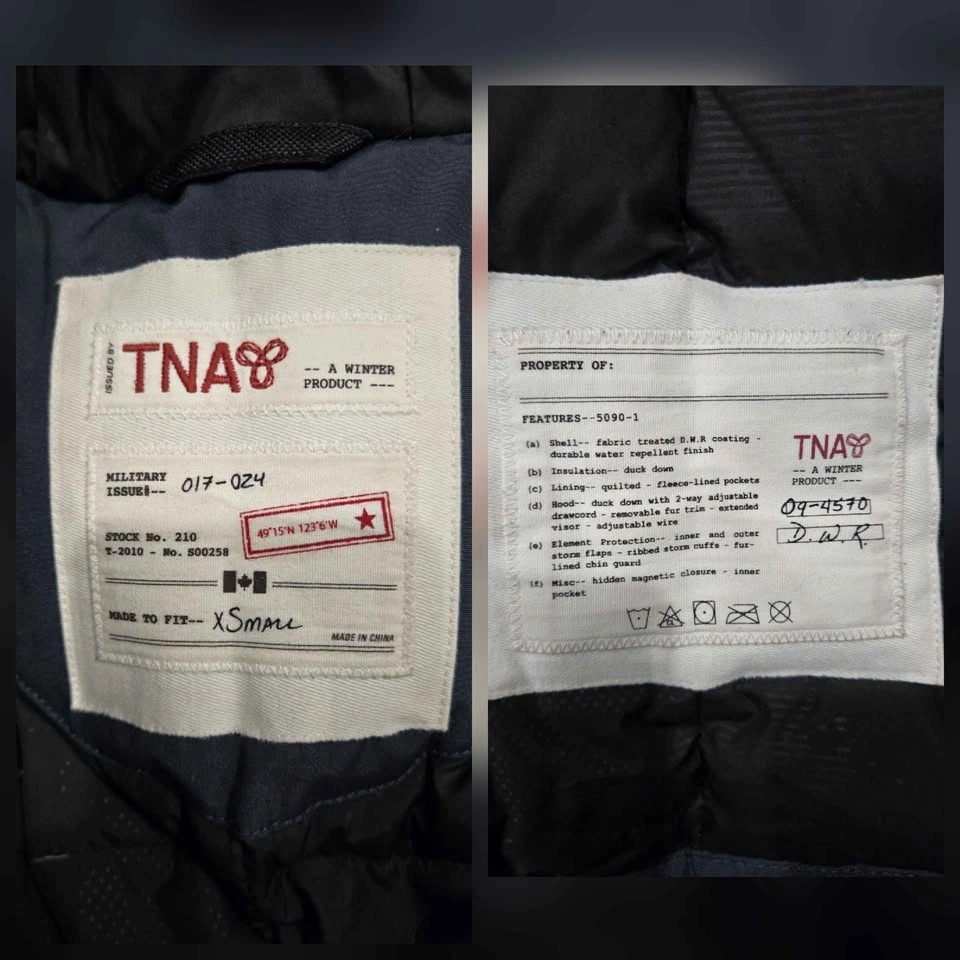 ISSUED BY
TNA
-- A WINTER
PRODUCT ---
MILITARY
ISSUE#-- 017-024
49°15'N 123°6'W
STOCK No. 210
T-2010 - No. S00258
MADE TO FIT-- XSMALL
MADE IN CHINA
PROPERTY OF:
FEATURES--5090-1
(a) Shell-- fabric treated D.W.R coating -
durable water repellent finish
(b) Insulation-- duck down
(c) Lining-- quilted - fleece-lined pockets
(d) Hood-- duck down with 2-way adjustable
drawcord - removable fur trim - extended
visor - adjustable wire
(e) Element Protection-- inner and outer
storm flaps - ribbed storm cuffs - fur-
lined chin guard
(f) Misc-- hidden magnetic closure - inner
pocket
TNA
-- A WINTER
PRODUCT ---
09-4570
D.W.R.